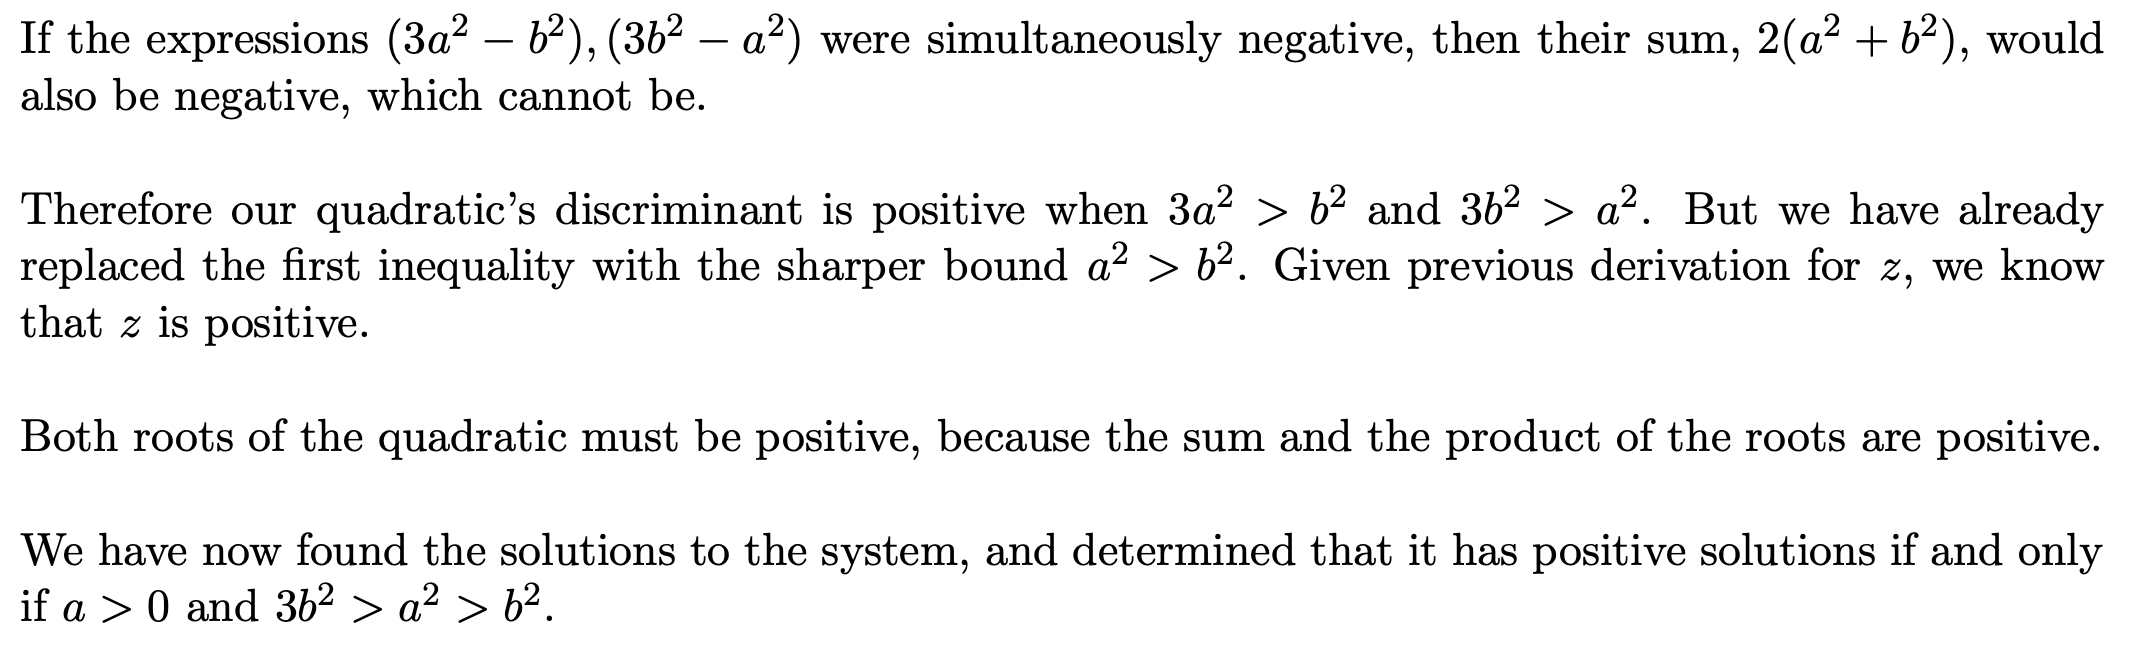 If the expressions (3a² − b²), (3b² − a²) were simultaneously negative, then their sum, 2(a² + b²), would
also be negative, which cannot be.
Therefore our quadratic's discriminant is positive when 3a² > b² and 3b² > a². But we have already
replaced the first inequality with the sharper bound a² > b². Given previous derivation for z, we know
that z is positive.
Both roots of the quadratic must be positive, because the sum and the product of the roots are positive.
We have now found the solutions to the system, and determined that it has positive solutions if and only
if a > 0 and 3b² > a² > b².